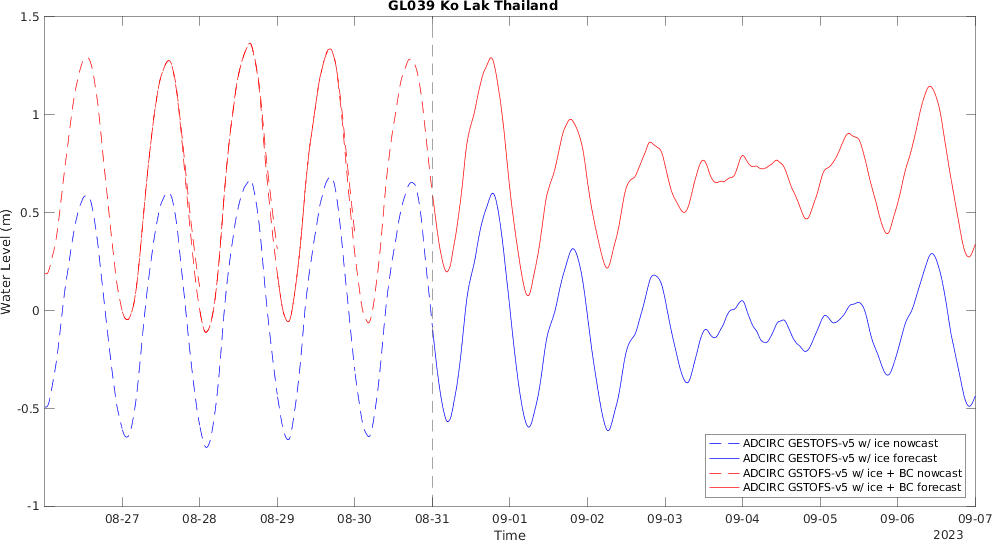 GL039 Ko Lak Thailand
1.5
1
0.5
0
-0.5
-1
Water Level (m)
08-27 08-28 08-29 08-30 08-31 09-01 09-02 09-03 09-04 09-05 09-06 09-07
Time
2023
ADCIRC GESTOFS-v5 w/ ice nowcast
ADCIRC GESTOFS-v5 w/ ice forecast
ADCIRC GSTOFS-v5 w/ ice + BC nowcast
ADCIRC GSTOFS-v5 w/ ice + BC forecast